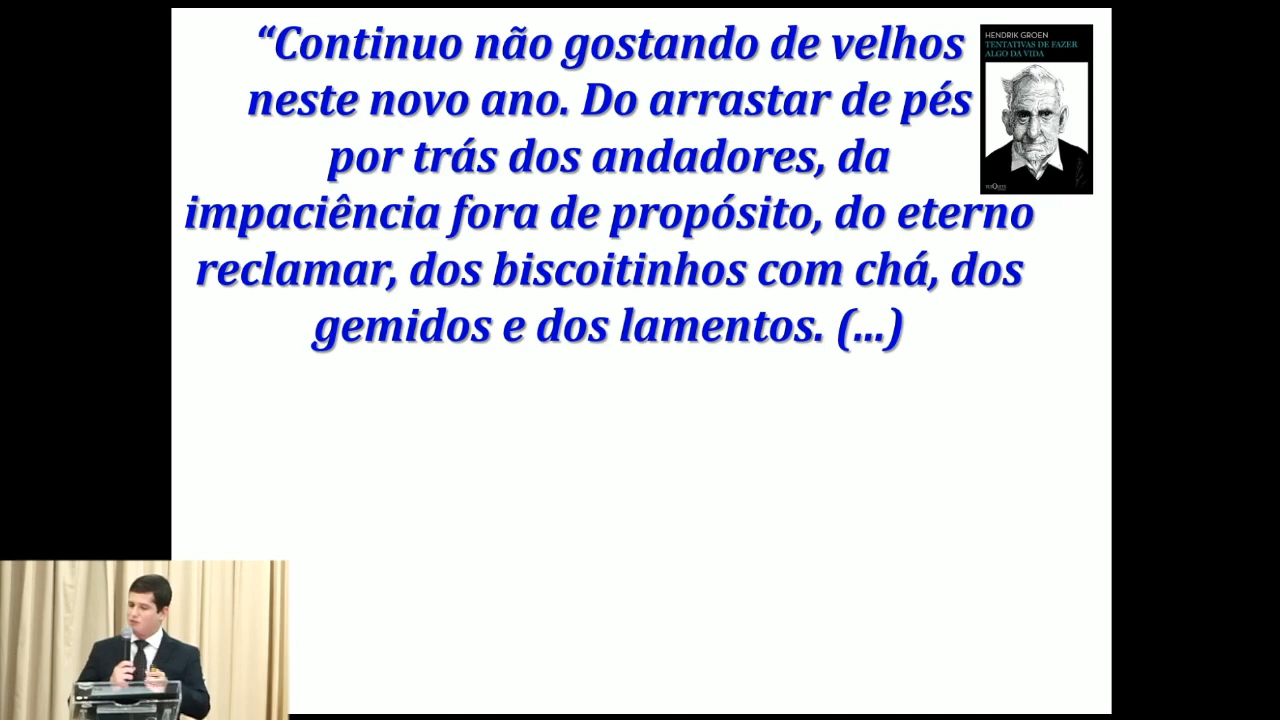 “Continuo não gostando de velhos
neste novo ano. Do arrastar de pés
por trás dos andadores, da
impaciência fora de propósito, do eterno
reclamar, dos biscoitinhos com chá, dos
gemidos e dos lamentos. (...)
HENDRIK GROEN
TENTATIVAS DE FAZER
ALGO DA VIDA